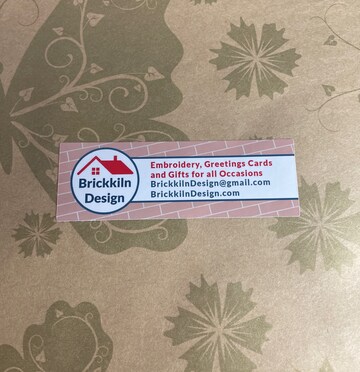 Brickkiln
Design
Embroidery, Greetings Cards
and Gifts for all Occasions
BrickkilnDesign@gmail.com
BrickkilnDesign.com